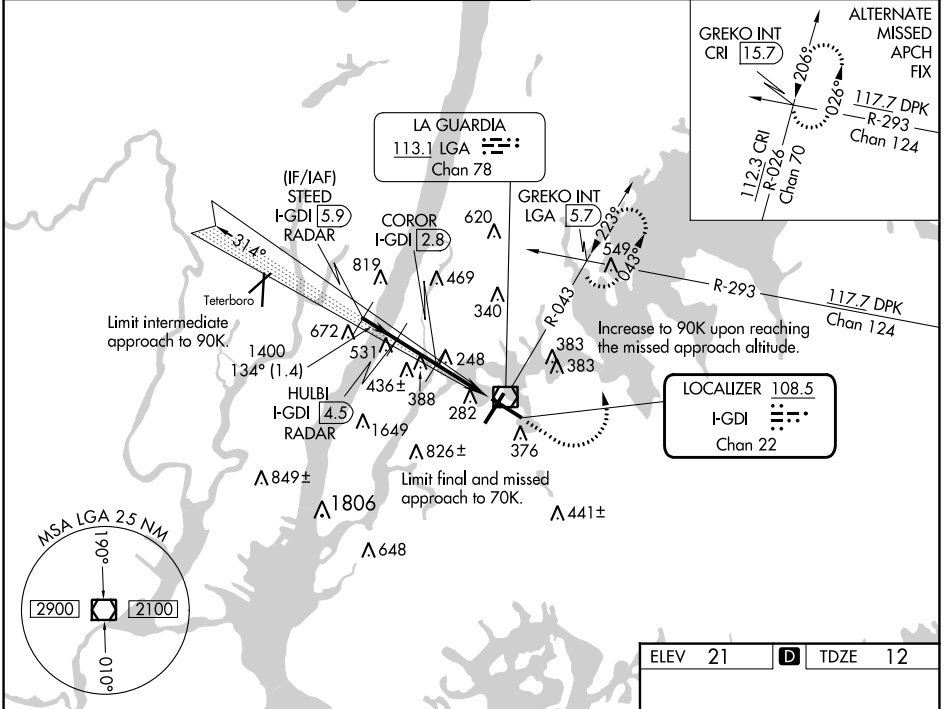 ALTERNATE
MISSED
APCH
FIX
GREKO INT
CRI 15.7
206°
026°
117.7 DPK
R-293
Chan 124
112.3 CRI
R-026
Chan 70
LA GUARDIA
113.1 LGA
Chan 78
(IF/IAF)
STEED
I-GDI 5.9
RADAR
COROR
I-GDI 2.8
620
GREKO INT
LGA 5.7
223°
043°
549
314°
819
469
340
R-043
R-293
117.7 DPK
Chan 124
Teterboro
Limit intermediate
approach to 90K.
672
1400
134° (1.4)
531
436±
388
248
Increase to 90K upon reaching
the missed approach altitude.
383
383
HULBI
I-GDI 4.5
RADAR
282
LOCALIZER 108.5
I-GDI
Chan 22
1649
376
826±
849±
Limit final and missed
approach to 70K.
1806
441±
648
MSA LGA 25 NM
190°
2900
2100
010°
ELEV 21
D
TDZE 12